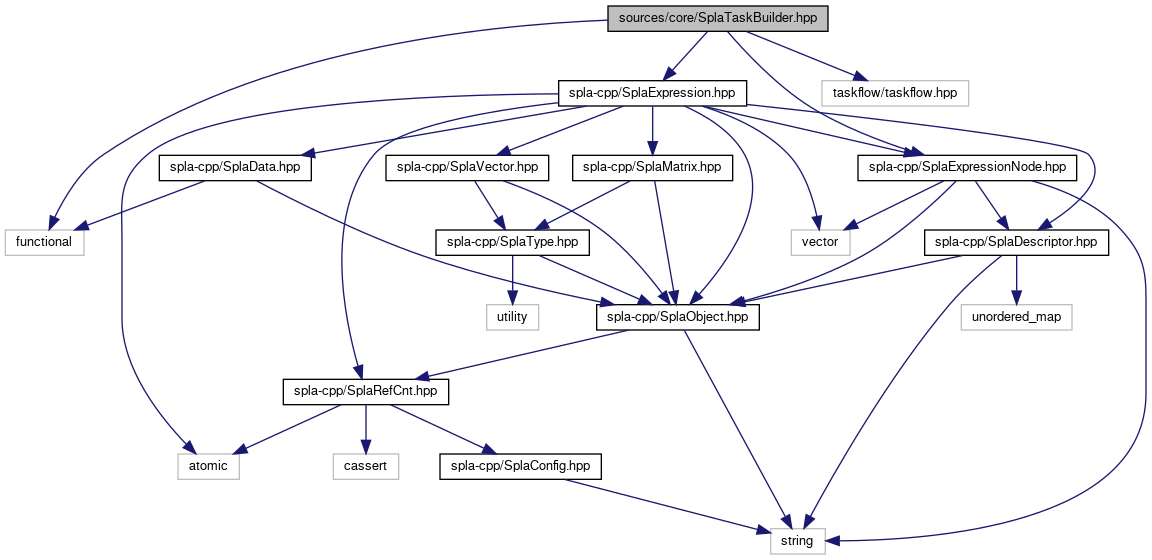 sources/core/SplaTaskBuilder.hpp
spla-cpp/SplaExpression.hpp
taskflow/taskflow.hpp
spla-cpp/SplaData.hpp
spla-cpp/SplaVector.hpp
spla-cpp/SplaMatrix.hpp
spla-cpp/SplaExpressionNode.hpp
functional
spla-cpp/SplaType.hpp
vector
spla-cpp/SplaDescriptor.hpp
utility
spla-cpp/SplaObject.hpp
unordered_map
spla-cpp/SplaRefCnt.hpp
atomic
cassert
spla-cpp/SplaConfig.hpp
string